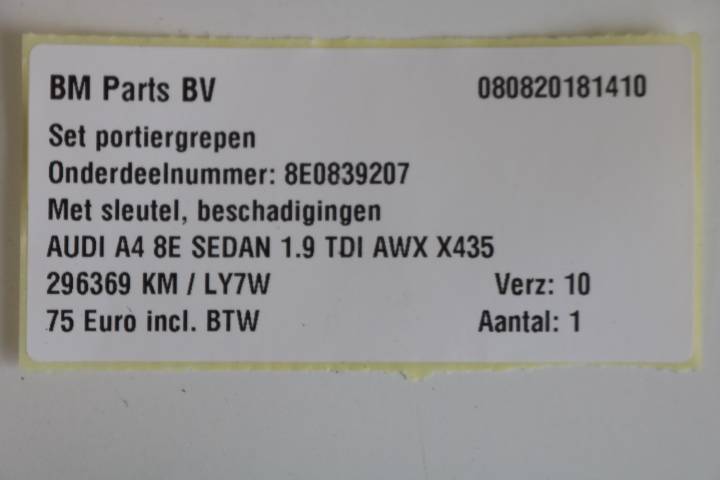 BM Parts BV 080820181410
Set portiergrepen
Onderdeelnummer: 8E0839207
Met sleutel, beschadigingen
AUDI A4 8E SEDAN 1.9 TDI AWX X435
296369 KM / LY7W Verz: 10
75 Euro incl. BTW Aantal: 1